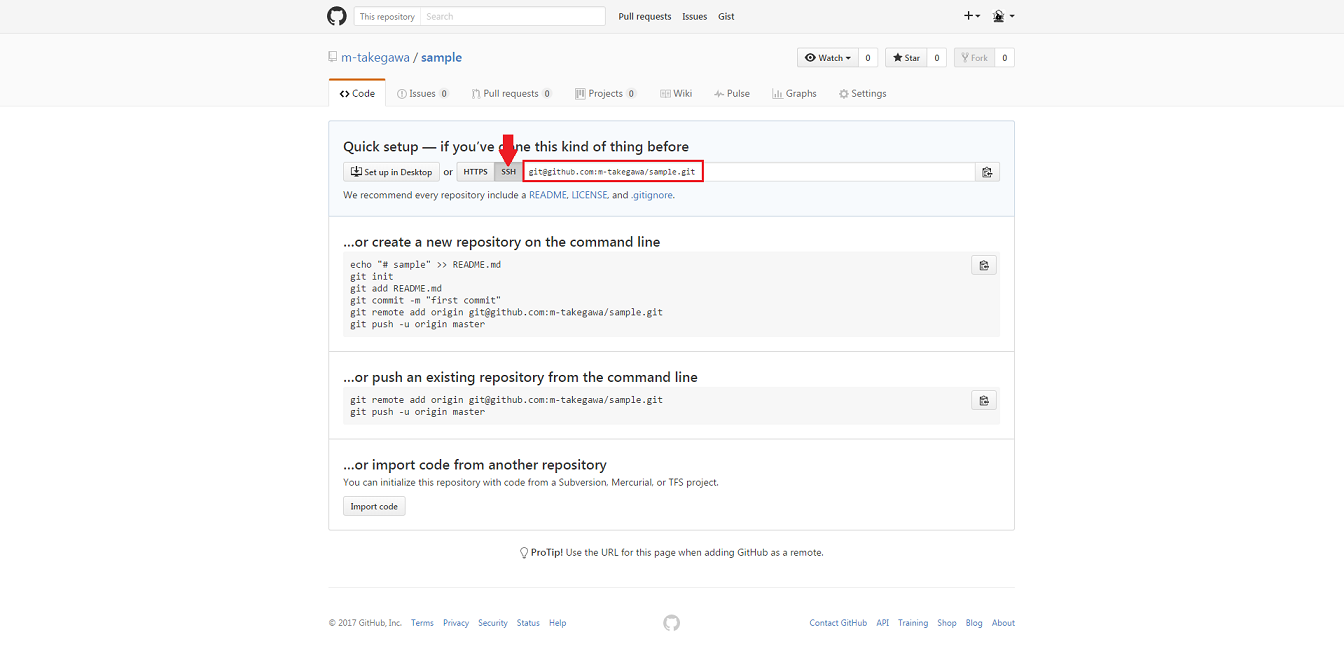 This repository Search Pull requests Issues Gist
m-takegawa / sample Watch 0 Star 0 Fork 0
Code Issues 0 Pull requests 0 Projects 0 Wiki Pulse Graphs Settings
Quick setup — if you've done this kind of thing before
Set up in Desktop or HTTPS SSH git@github.com:m-takegawa/sample.git
We recommend every repository include a README, LICENSE, and .gitignore.
…or create a new repository on the command line
echo "# sample" >> README.md
git init
git add README.md
git commit -m "first commit"
git remote add origin git@github.com:m-takegawa/sample.git
git push -u origin master
…or push an existing repository from the command line
git remote add origin git@github.com:m-takegawa/sample.git
git push -u origin master
…or import code from another repository
You can initialize this repository with code from a Subversion, Mercurial, or TFS project.
Import code
ProTip! Use the URL for this page when adding GitHub as a remote.
© 2017 GitHub, Inc. Terms Privacy Security Status Help Contact GitHub API Training Shop Blog About